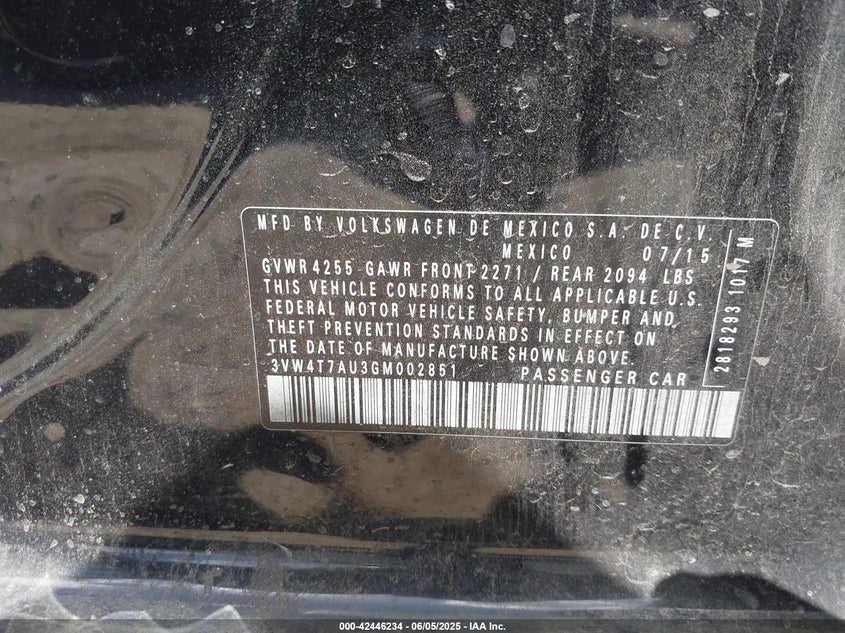 MFD BY VOLKSWAGEN DE MEXICO S.A. DE C.V.
MEXICO 07/15
GVWR 4255 GAWR FRONT 2271 / REAR 2094 LBS
THIS VEHICLE CONFORMS TO ALL APPLICABLE U.S.
FEDERAL MOTOR VEHICLE SAFETY, BUMPER AND
THEFT PREVENTION STANDARDS IN EFFECT ON
THE DATE OF MANUFACTURE SHOWN ABOVE.
3VW4T7AU3GM002851 PASSENGER CAR
2818293 1017 M
000-42446234 - 06/05/2025 - IAA Inc.